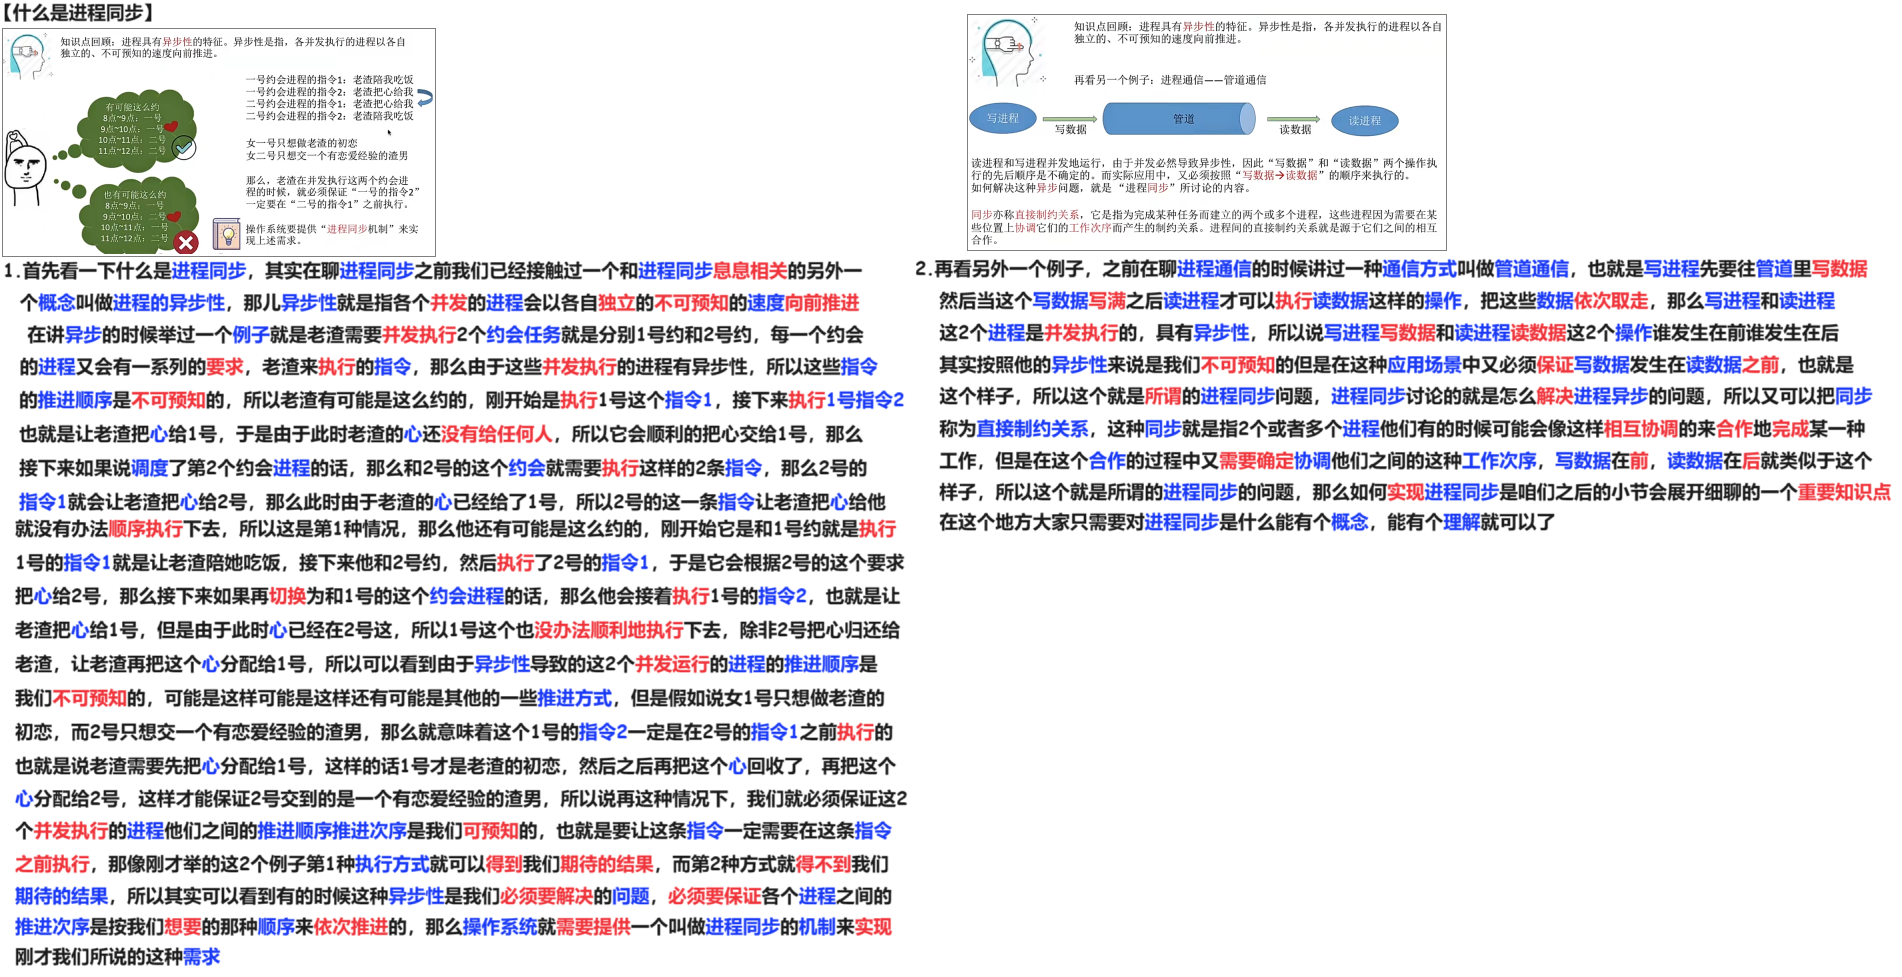 【什么是进程同步】
知识点回顾：进程具有异步性的特征。异步性是指，各并发执行的进程以各自
独立的、不可预知的速度向前推进。
有可能这么约
8点~9点：一号
9点~10点：一号
10点~11点：二号
11点~12点：二号
也有可能这么约
8点~9点：一号
9点~10点：二号
10点~11点：一号
11点~12点：二号
一号约会进程的指令1：老渣陪我吃饭
一号约会进程的指令2：老渣把心给我
二号约会进程的指令1：老渣把心给我
二号约会进程的指令2：老渣陪我吃饭
女一号只想做老渣的初恋
女二号只想交一个有恋爱经验的渣男
那么，老渣在并发执行这两个约会进
程的时候，就必须保证“一号的指令2”
一定要在“二号的指令1”之前执行。
操作系统要提供“进程同步机制”来实
现上述需求。
1.首先看一下什么是进程同步，其实在聊进程同步之前我们已经接触过一个和进程同步息息相关的另外一
个概念叫做进程的异步性，那儿异步性就是指各个并发的进程会以各自独立的不可预知的速度向前推进
在讲异步的时候举过一个例子就是老渣需要并发执行2个约会任务就是分别1号约和2号约，每一个约会
的进程又会有一系列的要求，老渣来执行的指令，那么由于这些并发执行的进程有异步性，所以这些指令
的推进顺序是不可预知的，所以老渣有可能是这么约的，刚开始是执行1号这个指令1，接下来执行1号指令2
也就是让老渣把心给1号，于是由于此时老渣的心还没有给任何人，所以它会顺利的把心交给1号，那么
接下来如果说调度了第2个约会进程的话，那么和2号的这个约会就需要执行这样的2条指令，那么2号的
指令1就会让老渣把心给2号，那么此时由于老渣的心已经给了1号，所以2号的这一条指令让老渣把心给他
就没有办法顺序执行下去，所以这是第1种情况，那么他还有可能是这么约的，刚开始它是和1号约就是执行
1号的指令1就是让老渣陪她吃饭，接下来他和2号约，然后执行了2号的指令1，于是它会根据2号的这个要求
把心给2号，那么接下来如果再切换为和1号的这个约会进程的话，那么他会接着执行1号的指令2，也就是让
老渣把心给1号，但是由于此时心已经在2号这，所以1号这个也没办法顺利地执行下去，除非2号把心归还给
老渣，让老渣再把这个心分配给1号，所以可以看到由于异步性导致的这2个并发运行的进程的推进顺序是
我们不可预知的，可能是这样可能是这样还有可能是其他的一些推进方式，但是假如说女1号只想做老渣的
初恋，而2号只想交一个有恋爱经验的渣男，那么就意味着这个1号的指令2一定是在2号的指令1之前执行的
也就是说老渣需要先把心分配给1号，这样的话1号才是老渣的初恋，然后之后再把这个心回收了，再把这个
心分配给2号，这样才能保证2号交到的是一个有恋爱经验的渣男，所以说再这种情况下，我们就必须保证这2
个并发执行的进程他们之间的推进顺序推进次序是我们可预知的，也就是要让这条指令一定需要在这条指令
之前执行，那像刚才举的这2个例子第1种执行方式就可以得到我们期待的结果，而第2种方式就得不到我们
期待的结果，所以其实可以看到有的时候这种异步性是我们必须要解决的问题，必须要保证各个进程之间的
推进次序是按我们想要的那种顺序来依次推进的，那么操作系统就需要提供一个叫做进程同步的机制来实现
刚才我们所说的这种需求
知识点回顾：进程具有异步性的特征。异步性是指，各并发执行的进程以各自
独立的、不可预知的速度向前推进。
再看另一个例子：进程通信——管道通信
写进程
写数据
管道
读数据
读进程
读进程和写进程并发地运行，由于并发必然导致异步性，因此“写数据”和“读数据”两个操作执
行的先后顺序是不确定的。而实际应用中，又必须按照“写数据→读数据”的顺序来执行的。
如何解决这种异步问题，就是“进程同步”所讨论的内容。
同步亦称直接制约关系，它是指为完成某种任务而建立的两个或多个进程，这些进程因为需要在某
些位置上协调它们的工作次序而产生的制约关系。进程间的直接制约关系就是源于它们之间的相互
合作。
2.再看另外一个例子，之前在聊进程通信的时候讲过一种通信方式叫做管道通信，也就是写进程先要往管道里写数据
然后当这个写数据写满之后读进程才可以执行读数据这样的操作，把这些数据依次取走，那么写进程和读进程
这2个进程是并发执行的，具有异步性，所以说写进程写数据和读进程读数据这2个操作谁发生在前谁发生在后
其实按照他的异步性来说是我们不可预知的但是在这种应用场景中又必须保证写数据发生在读数据之前，也就是
这个样子，所以这个就是所谓的进程同步问题，进程同步讨论的就是怎么解决进程异步的问题，所以又可以把同步
称为直接制约关系，这种同步就是指2个或者多个进程他们有的时候可能会像这样相互协调的来合作地完成某一种
工作，但是在这个合作的过程中又需要确定协调他们之间的这种工作次序，写数据在前，读数据在后就类似于这个
样子，所以这个就是所谓的进程同步的问题，那么如何实现进程同步是咱们之后的小节会展开细聊的一个重要知识点
在这个地方大家只需要对进程同步是什么能有个概念，能有个理解就可以了